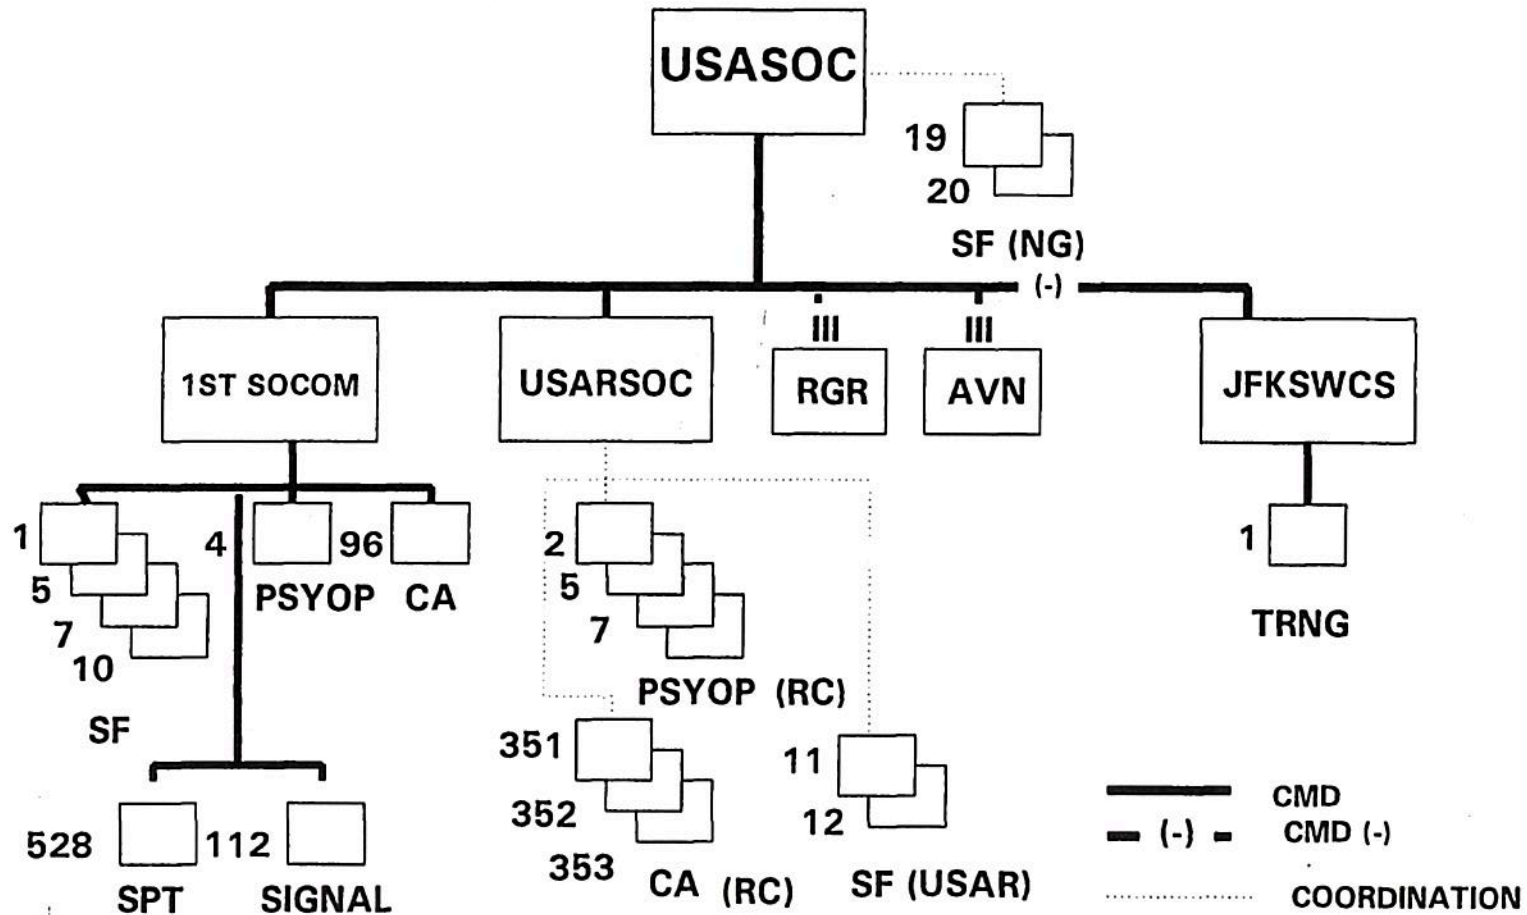 USASOC
19
20
SF (NG)
(-)
III
III
1ST SOCOM
USARSOC
RGR
AVN
JFKSWCS
1
5
7
10
SF
4
PSYOP
96
CA
2
5
7
PSYOP (RC)
1
TRNG
351
352
353
CA (RC)
11
12
SF (USAR)
528
SPT
112
SIGNAL
CMD
(-) CMD (-)
COORDINATION